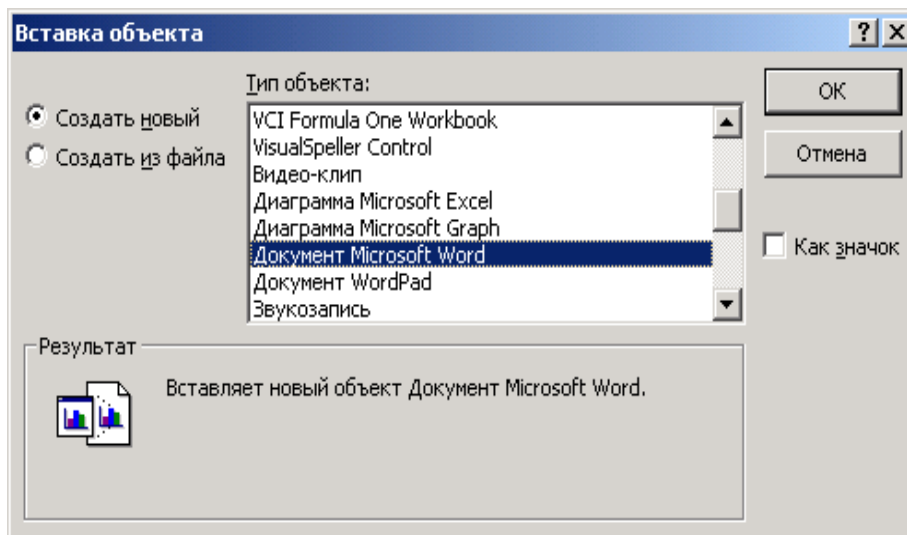 Вставка объекта
Тип объекта:
Создать новый
Создать из файла
VCI Formula One Workbook
VisualSpeller Control
Видео-клип
Диаграмма Microsoft Excel
Диаграмма Microsoft Graph
Документ Microsoft Word
Документ WordPad
Звукозапись
ОК
Отмена
Как значок
Результат
Вставляет новый объект Документ Microsoft Word.